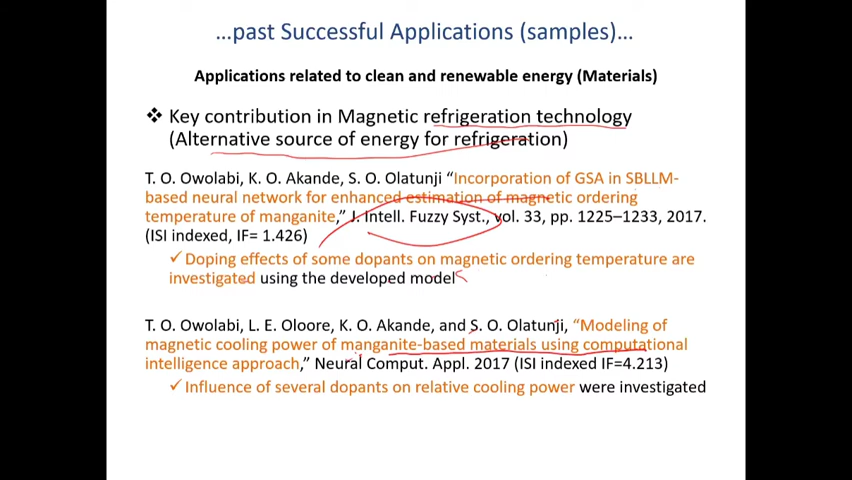 ...past Successful Applications (samples)...
Applications related to clean and renewable energy (Materials)
❖ Key contribution in Magnetic refrigeration technology
(Alternative source of energy for refrigeration)
T. O. Owolabi, K. O. Akande, S. O. Olatunji “Incorporation of GSA in SBLLM-
based neural network for enhanced estimation of magnetic ordering
temperature of manganite,” J. Intell. Fuzzy Syst., vol. 33, pp. 1225–1233, 2017.
(ISI indexed, IF= 1.426)
✓ Doping effects of some dopants on magnetic ordering temperature are
investigated using the developed model
T. O. Owolabi, L. E. Oloore, K. O. Akande, and S. O. Olatunji, “Modeling of
magnetic cooling power of manganite-based materials using computational
intelligence approach,” Neural Comput. Appl. 2017 (ISI indexed IF=4.213)
✓ Influence of several dopants on relative cooling power were investigated